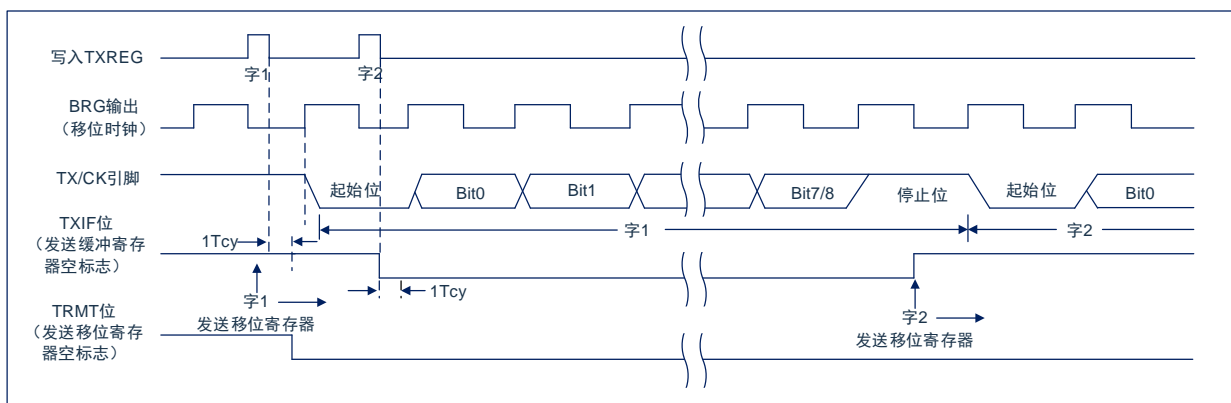 写入TXREG
字1
字2
BRG输出
（移位时钟）
TX/CK引脚
起始位
Bit0
Bit1
Bit7/8
停止位
起始位
Bit0
字1
字2
TXIF位
（发送缓冲寄存
器空标志）
1Tcy
1Tcy
字1
发送移位寄存器
字2
发送移位寄存器
TRMT位
（发送移位寄存
器空标志）